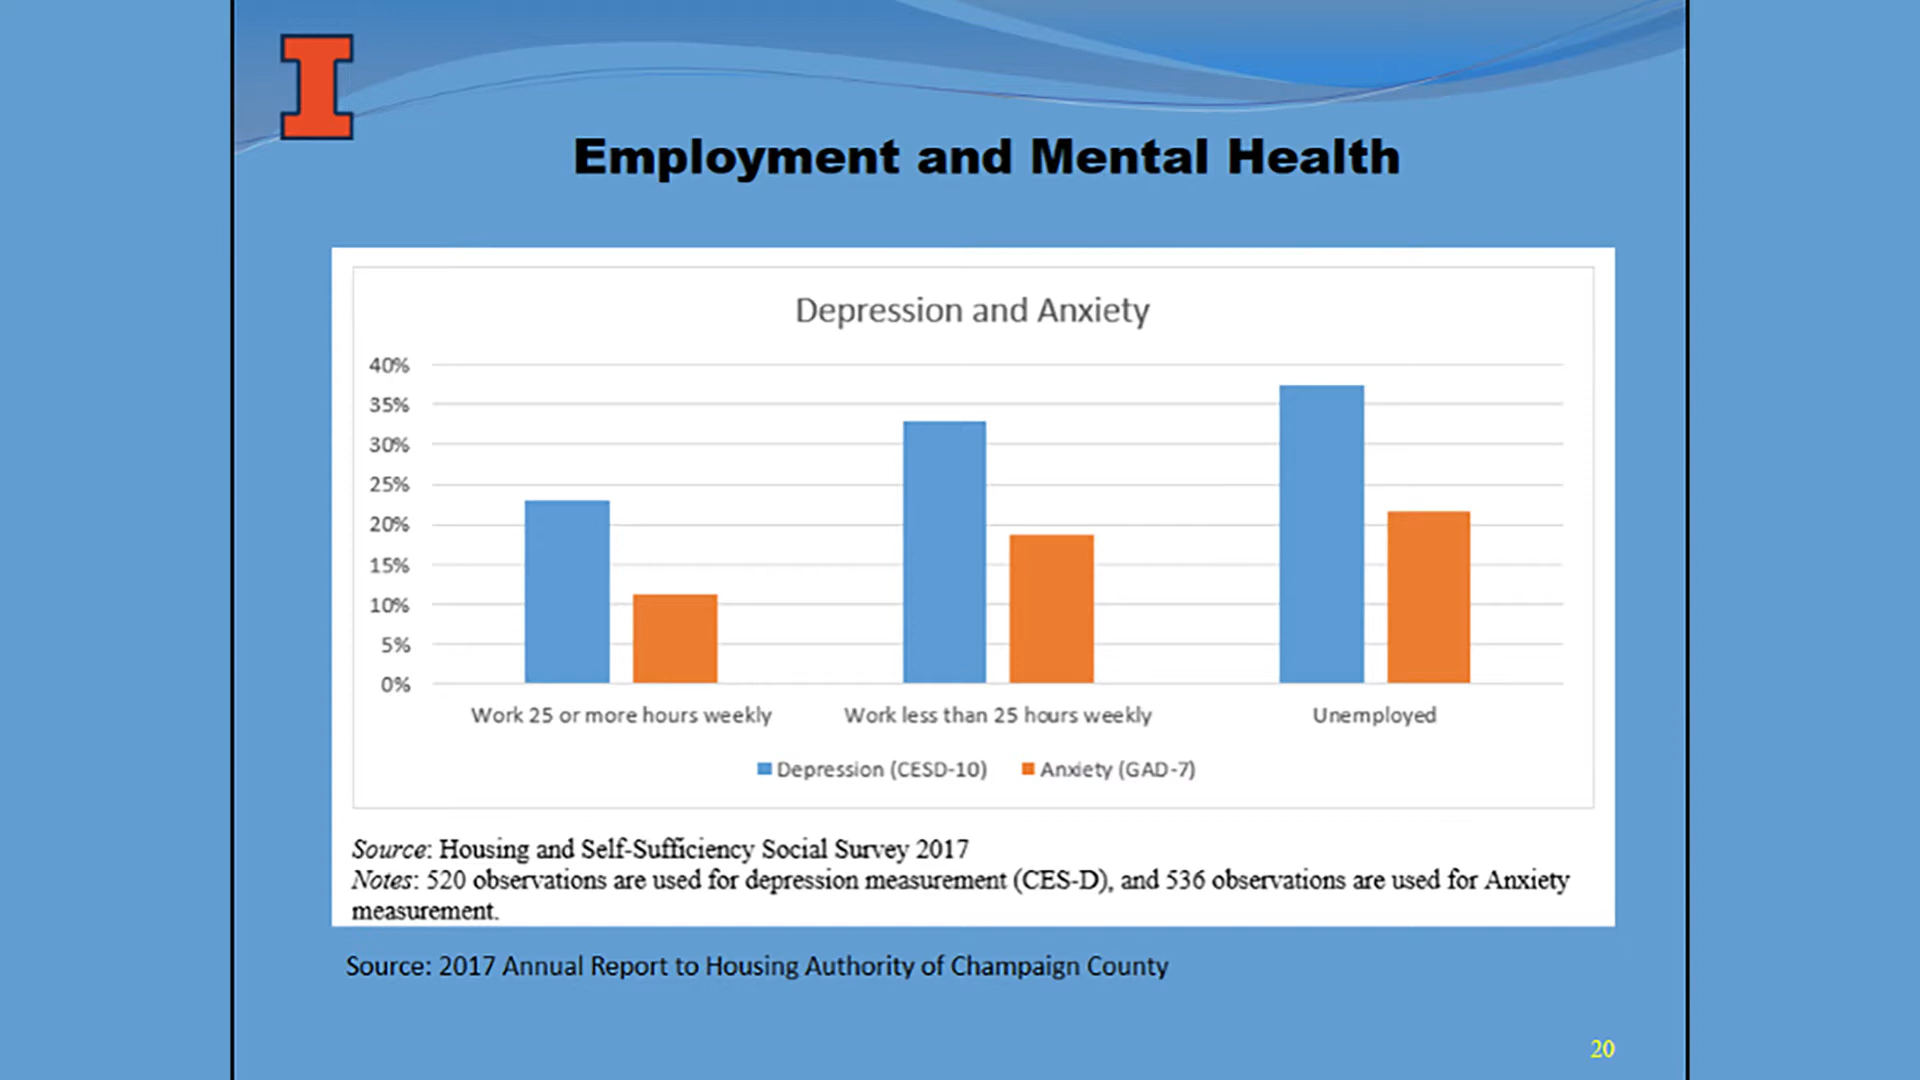 I
Employment and Mental Health
Depression and Anxiety
40%
35%
30%
25%
20%
15%
10%
5%
0%
Work 25 or more hours weekly
Work less than 25 hours weekly
Unemployed
Depression (CESD-10)
Anxiety (GAD-7)
Source: Housing and Self-Sufficiency Social Survey 2017
Notes: 520 observations are used for depression measurement (CES-D), and 536 observations are used for Anxiety
measurement.
Source: 2017 Annual Report to Housing Authority of Champaign County
20